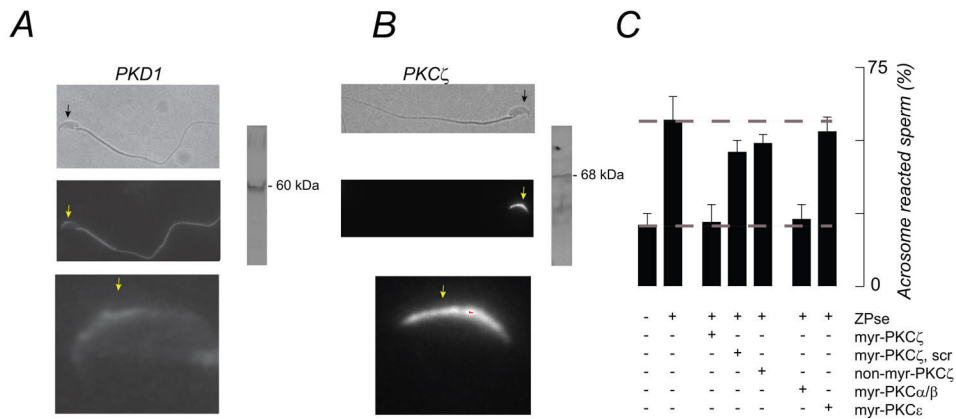 A
B
C
PKD1
PKCζ
- 60 kDa
- 68 kDa
75
0
Acrosome reacted sperm (%)
- + + + + + + ZPse
- - + - - - - myr-PKCζ
- - - + - - - myr-PKCζ, scr
- - - - + - - non-myr-PKCζ
- - - - - + - myr-PKCα/β
- - - - - - + myr-PKCε